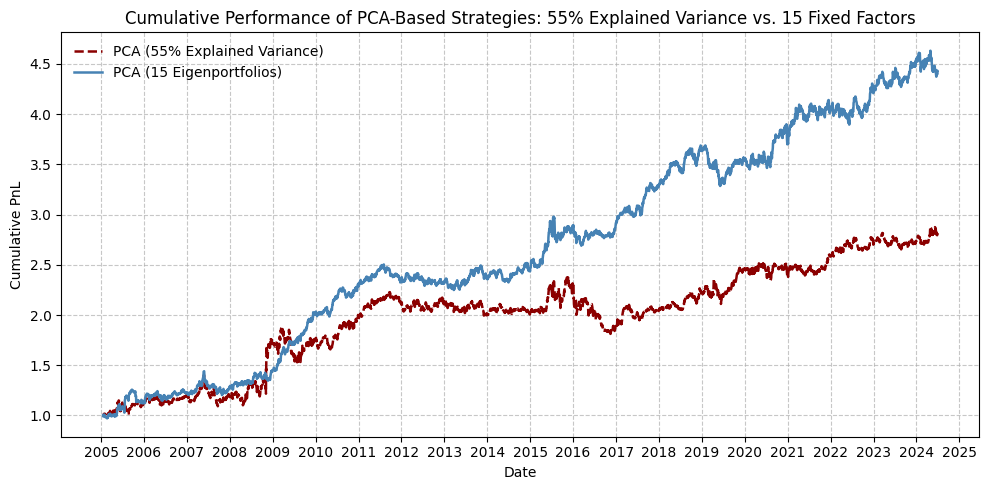 Cumulative Performance of PCA-Based Strategies: 55% Explained Variance vs. 15 Fixed Factors
PCA (55% Explained Variance)
PCA (15 Eigenportfolios)
Cumulative PnL
4.5
4.0
3.5
3.0
2.5
2.0
1.5
1.0
2005 2006 2007 2008 2009 2010 2011 2012 2013 2014 2015 2016 2017 2018 2019 2020 2021 2022 2023 2024 2025
Date